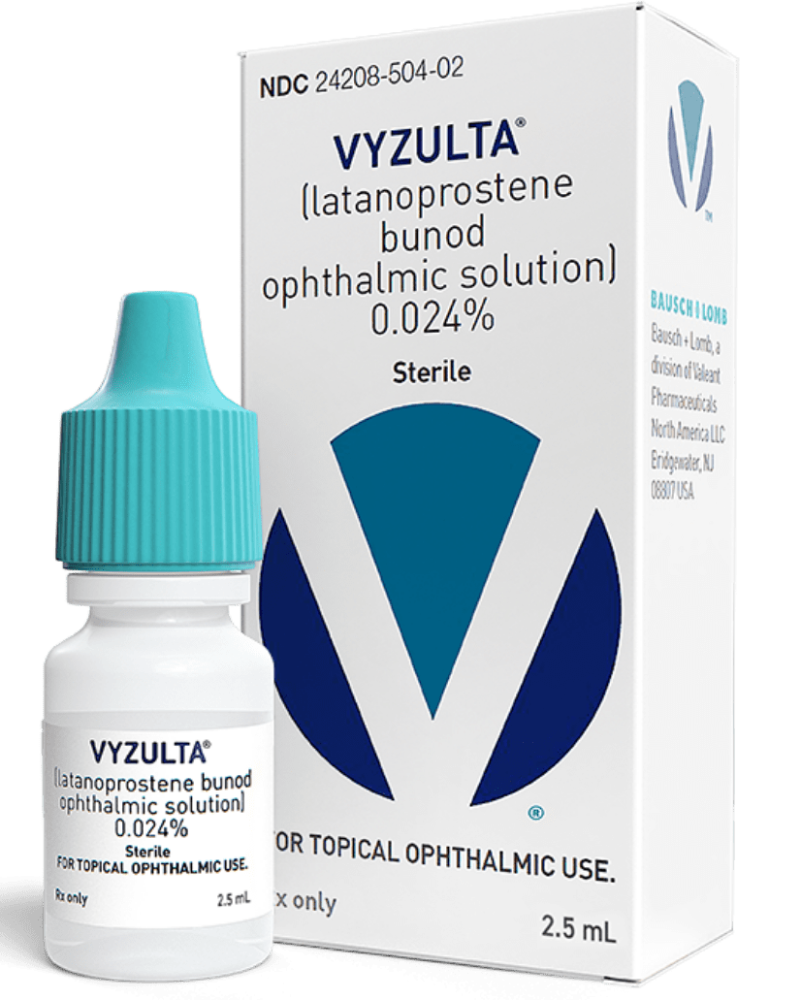 NDC 24208-504-02
VYZULTA®
(latanoprostene
bunod
ophthalmic solution)
0.024%
Sterile
®
OR TOPICAL OPHTHALMIC USE.
x only
2.5 mL
TM
BAUSCH + LOMB
Bausch + Lomb, a
division of Valeant
Pharmaceuticals
North America LLC
Bridgewater, NJ
08807 USA
VYZULTA®
(latanoprostene bunod
ophthalmic solution)
0.024%
Sterile
FOR TOPICAL OPHTHALMIC USE.
Rx only
2.5 mL